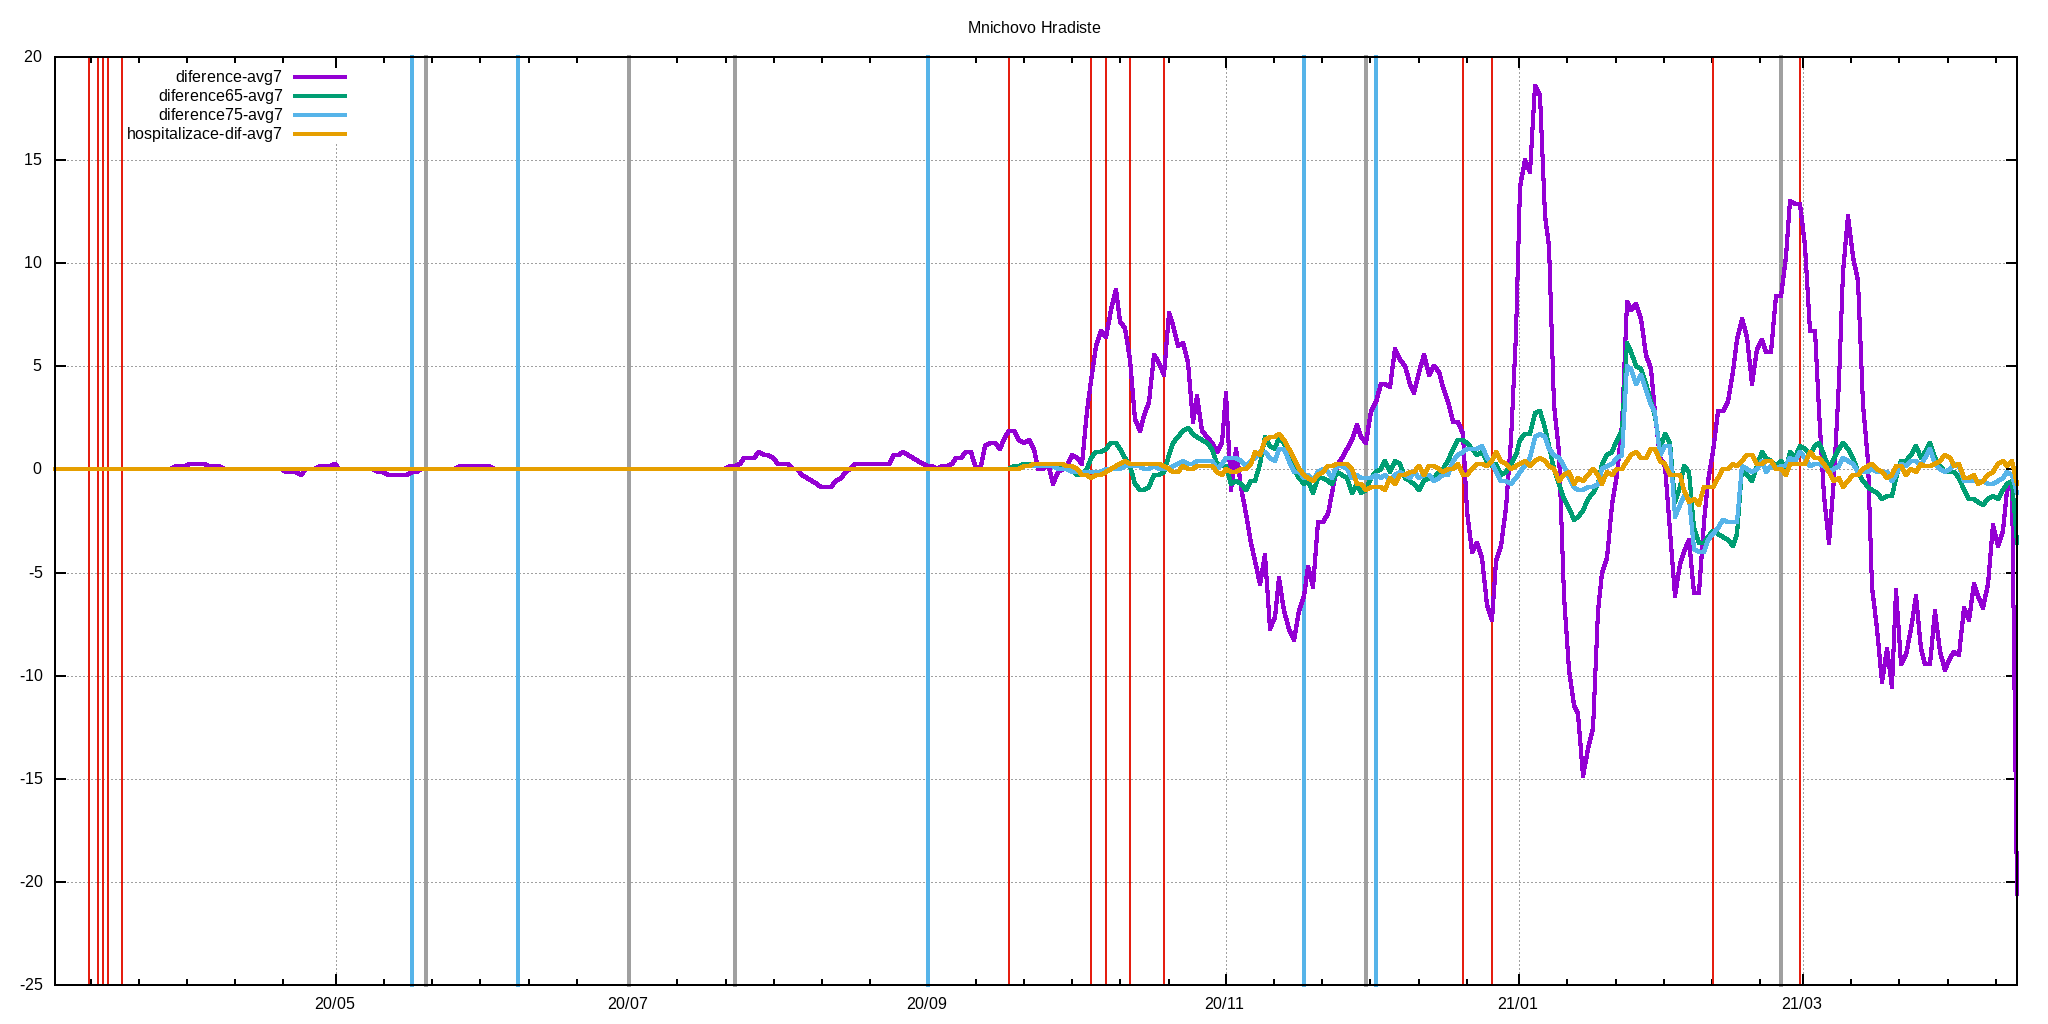 Mnichovo Hradiste
diference-avg7
diference65-avg7
diference75-avg7
hospitalizace-dif-avg7
20
15
10
5
0
-5
-10
-15
-20
-25
20/05 20/07 20/09 20/11 21/01 21/03